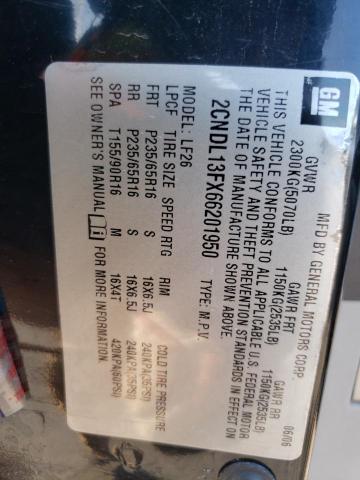 GM
MFD BY GENERAL MOTORS CORP
06/06
GVWR GAWR FRT GAWR RR
2300KG(5070LB) 1150KG(2535LB) 1150KG(2535LB)
THIS VEHICLE CONFORMS TO ALL APPLICABLE U.S. FEDERAL MOTOR
VEHICLE SAFETY AND THEFT PREVENTION STANDARDS IN EFFECT ON
THE DATE OF MANUFACTURE SHOWN ABOVE.
2CNDL13FX66201950 TYPE: M.P.V.
MODEL: LF26
LPCF TIRE SIZE SPEED RTG RIM COLD TIRE PRESSURE
FRT P235/65R16 S 16X6.5J 240KPA(35PSI)
RR P235/65R16 S 16X6.5J 240KPA(35PSI)
SPA T155/90R16 M 16X4T 420KPA(60PSI)
SEE OWNER'S MANUAL